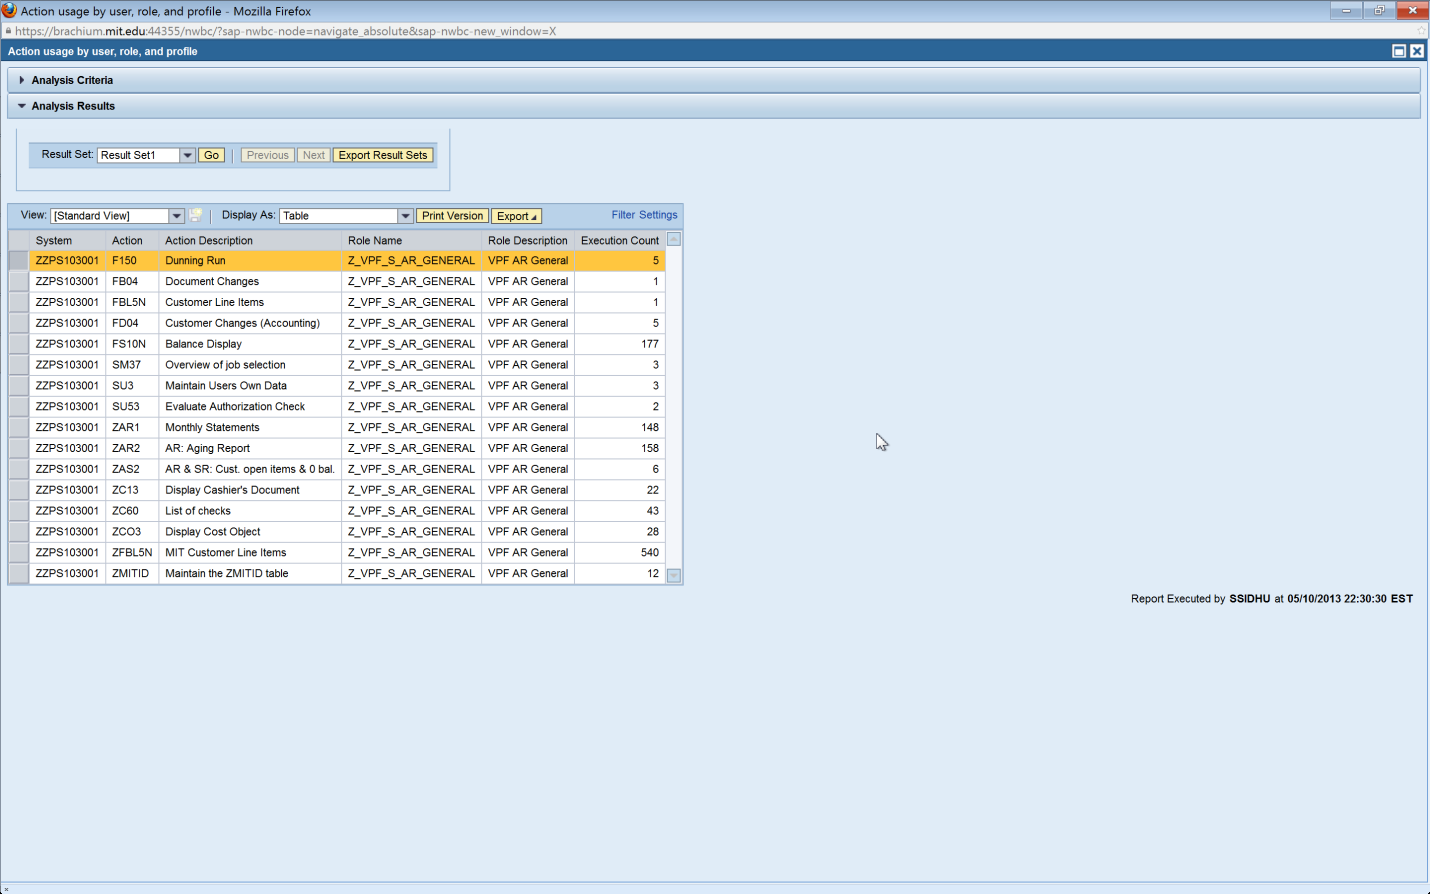 Action usage by user, role, and profile - Mozilla Firefox
https://brachium.mit.edu:44355/nwbc/?sap-nwbc-node=navigate_absolute&sap-nwbc-new_window=X
Action usage by user, role, and profile
Analysis Criteria
Analysis Results
Result Set: Result Set1 Go Previous Next Export Result Sets
View: [Standard View] Display As: Table Print Version Export Filter Settings
System Action Action Description Role Name Role Description Execution Count
ZZPS103001 F150 Dunning Run Z_VPF_S_AR_GENERAL VPF AR General 5
ZZPS103001 FB04 Document Changes Z_VPF_S_AR_GENERAL VPF AR General 1
ZZPS103001 FBL5N Customer Line Items Z_VPF_S_AR_GENERAL VPF AR General 1
ZZPS103001 FD04 Customer Changes (Accounting) Z_VPF_S_AR_GENERAL VPF AR General 5
ZZPS103001 FS10N Balance Display Z_VPF_S_AR_GENERAL VPF AR General 177
ZZPS103001 SM37 Overview of job selection Z_VPF_S_AR_GENERAL VPF AR General 3
ZZPS103001 SU3 Maintain Users Own Data Z_VPF_S_AR_GENERAL VPF AR General 3
ZZPS103001 SU53 Evaluate Authorization Check Z_VPF_S_AR_GENERAL VPF AR General 2
ZZPS103001 ZAR1 Monthly Statements Z_VPF_S_AR_GENERAL VPF AR General 148
ZZPS103001 ZAR2 AR: Aging Report Z_VPF_S_AR_GENERAL VPF AR General 158
ZZPS103001 ZAS2 AR & SR: Cust. open items & 0 bal. Z_VPF_S_AR_GENERAL VPF AR General 6
ZZPS103001 ZC13 Display Cashier's Document Z_VPF_S_AR_GENERAL VPF AR General 22
ZZPS103001 ZC60 List of checks Z_VPF_S_AR_GENERAL VPF AR General 43
ZZPS103001 ZCO3 Display Cost Object Z_VPF_S_AR_GENERAL VPF AR General 28
ZZPS103001 ZFBL5N MIT Customer Line Items Z_VPF_S_AR_GENERAL VPF AR General 540
ZZPS103001 ZMITID Maintain the ZMITID table Z_VPF_S_AR_GENERAL VPF AR General 12
Report Executed by SSIDHU at 05/10/2013 22:30:30 EST